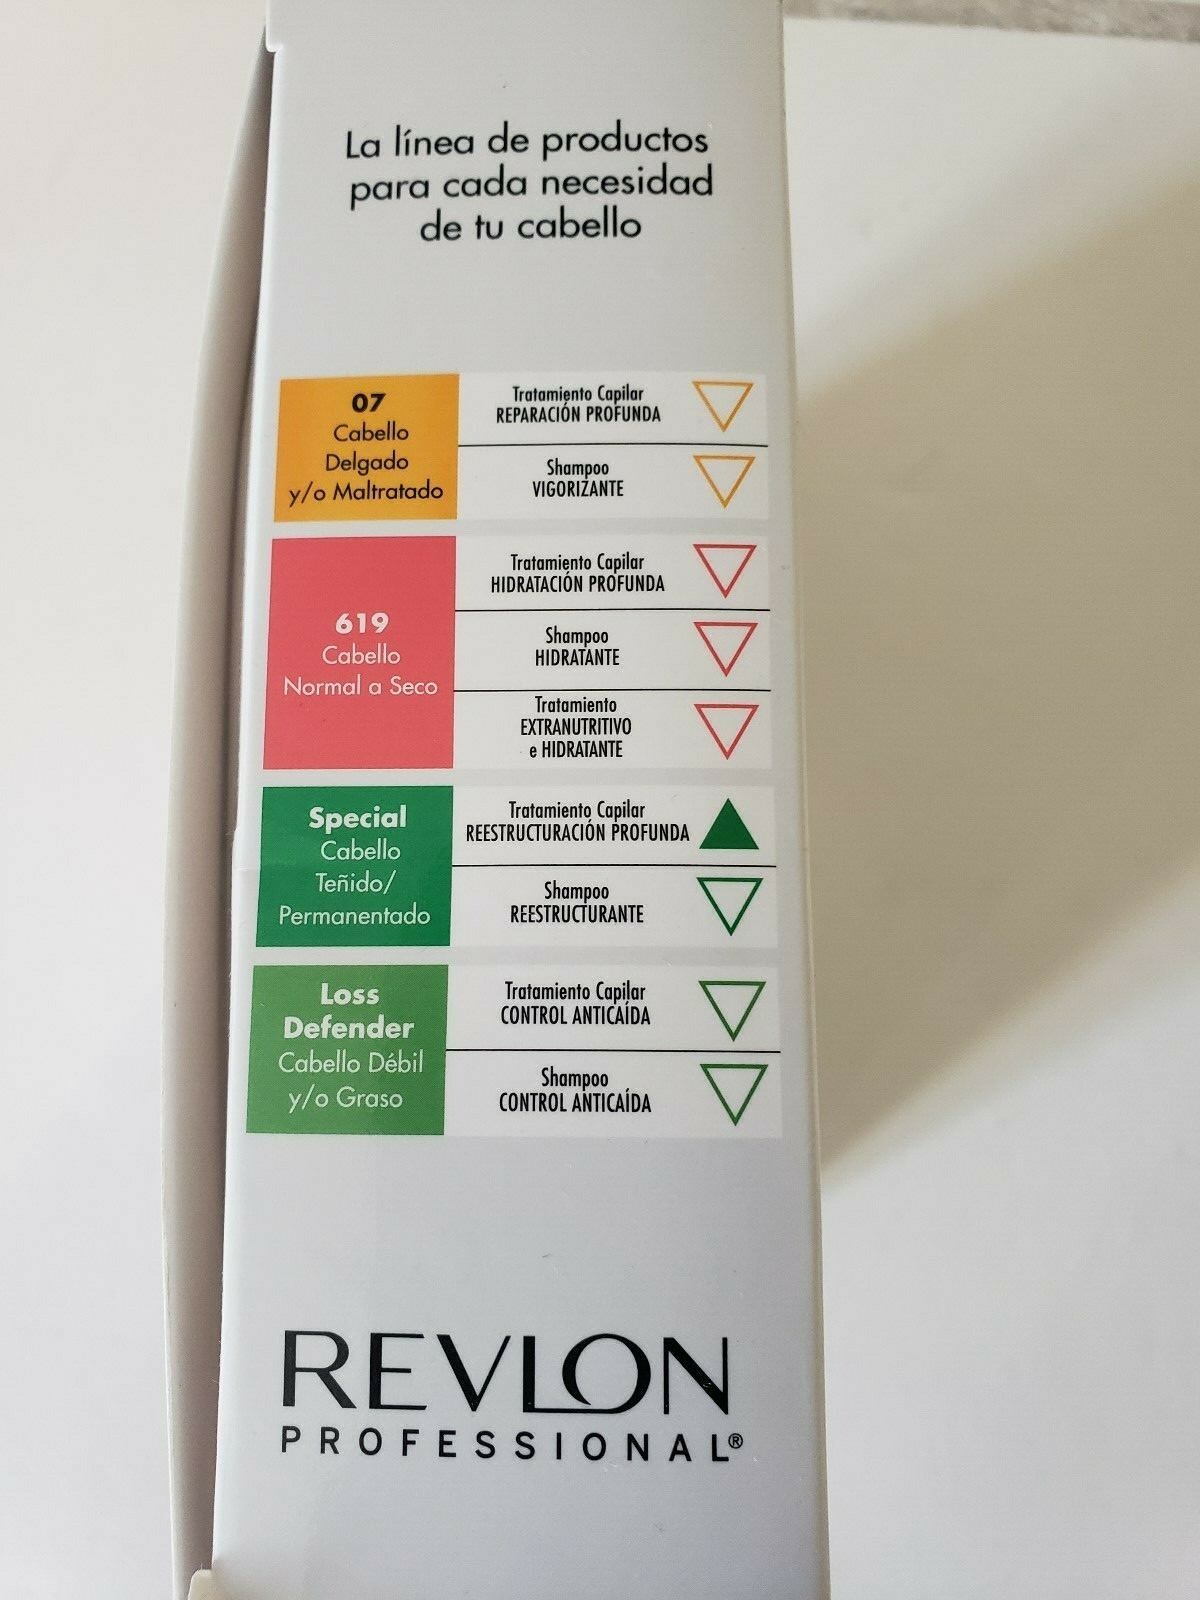 La línea de productos
para cada necesidad
de tu cabello
07
Cabello
Delgado
y/o Maltratado
Tratamiento Capilar
REPARACIÓN PROFUNDA
Shampoo
VIGORIZANTE
619
Cabello
Normal a Seco
Tratamiento Capilar
HIDRATACIÓN PROFUNDA
Shampoo
HIDRATANTE
Tratamiento
EXTRANUTRITIVO
e HIDRATANTE
Special
Cabello
Teñido/
Permanentado
Tratamiento Capilar
REESTRUCTURACIÓN PROFUNDA
Shampoo
REESTRUCTURANTE
Loss
Defender
Cabello Débil
y/o Graso
Tratamiento Capilar
CONTROL ANTICAÍDA
Shampoo
CONTROL ANTICAÍDA
REVLON
PROFESSIONAL®